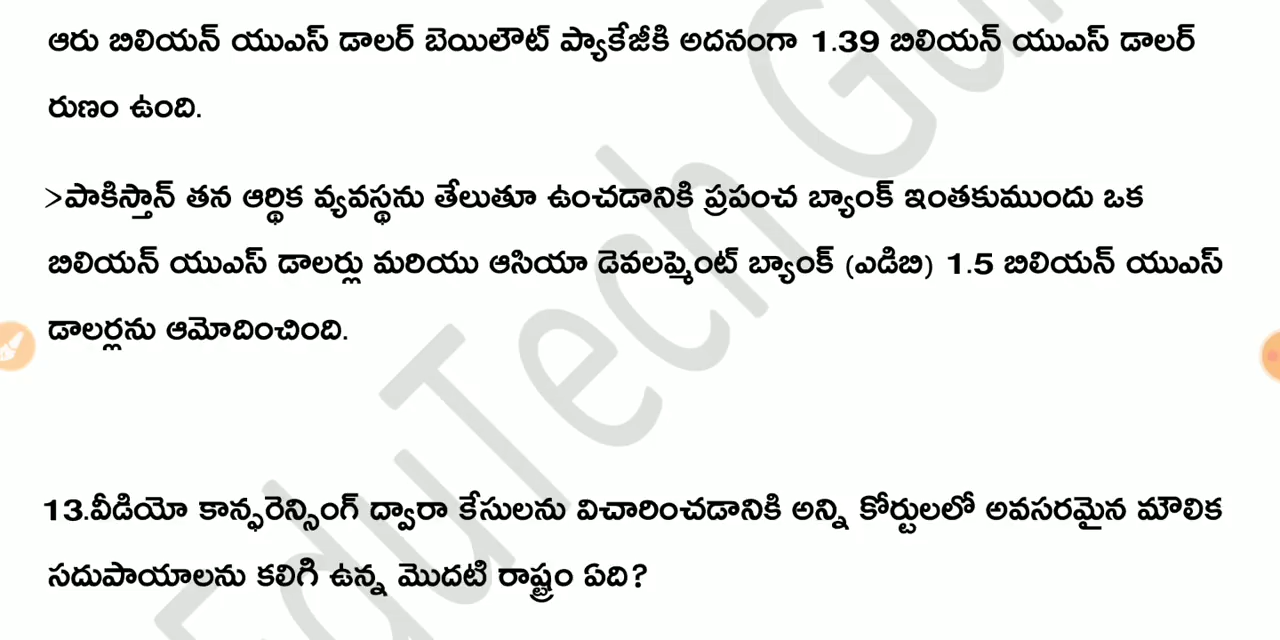 ఆరు బిలియన్ యుఎస్ డాలర్ బెయిలౌట్ ప్యాకేజీకి అదనంగా 1.39 బిలియన్ యుఎస్ డాలర్
రుణం ఉంది.
>పాకిస్తాన్ తన ఆర్థిక వ్యవస్థను తేలుతూ ఉంచడానికి ప్రపంచ బ్యాంక్ ఇంతకుముందు ఒక
బిలియన్ యుఎస్ డాలర్లు మరియు ఆసియా డెవలప్మెంట్ బ్యాంక్ (ఎడిబి) 1.5 బిలియన్ యుఎస్
డాలర్లను ఆమోదించింది.
13.వీడియో కాన్ఫరెన్సింగ్ ద్వారా కేసులను విచారించడానికి అన్ని కోర్టులలో అవసరమైన మౌలిక
సదుపాయాలను కలిగి ఉన్న మొదటి రాష్ట్రం ఏది?
EduTech